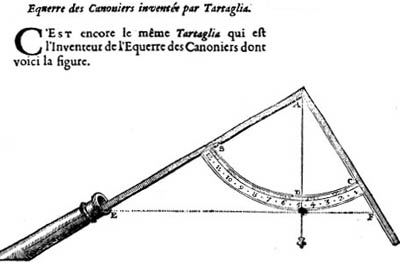 Equerre des Canoniers inventée par Tartaglia.
C'EST encore le même Tartaglia qui est
l'Inventeur de l'Equerre des Canoniers dont
voici la figure.
A
B
C
D
E
F